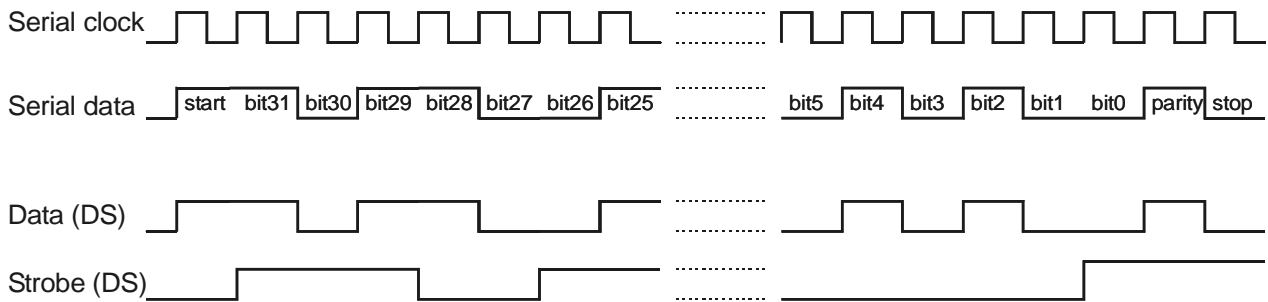 Serial clock
Serial data start bit31 bit30 bit29 bit28 bit27 bit26 bit25 bit5 bit4 bit3 bit2 bit1 bit0 parity stop
Data (DS)
Strobe (DS)